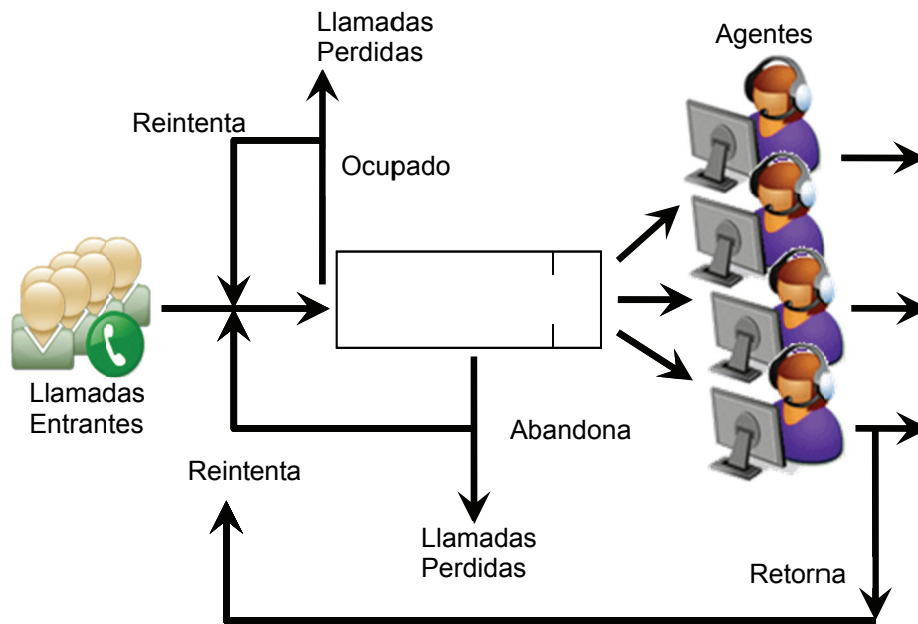 Llamadas
Perdidas
Agentes
Reintenta
Ocupado
Llamadas
Entrantes
Abandona
Reintenta
Llamadas
Perdidas
Retorna